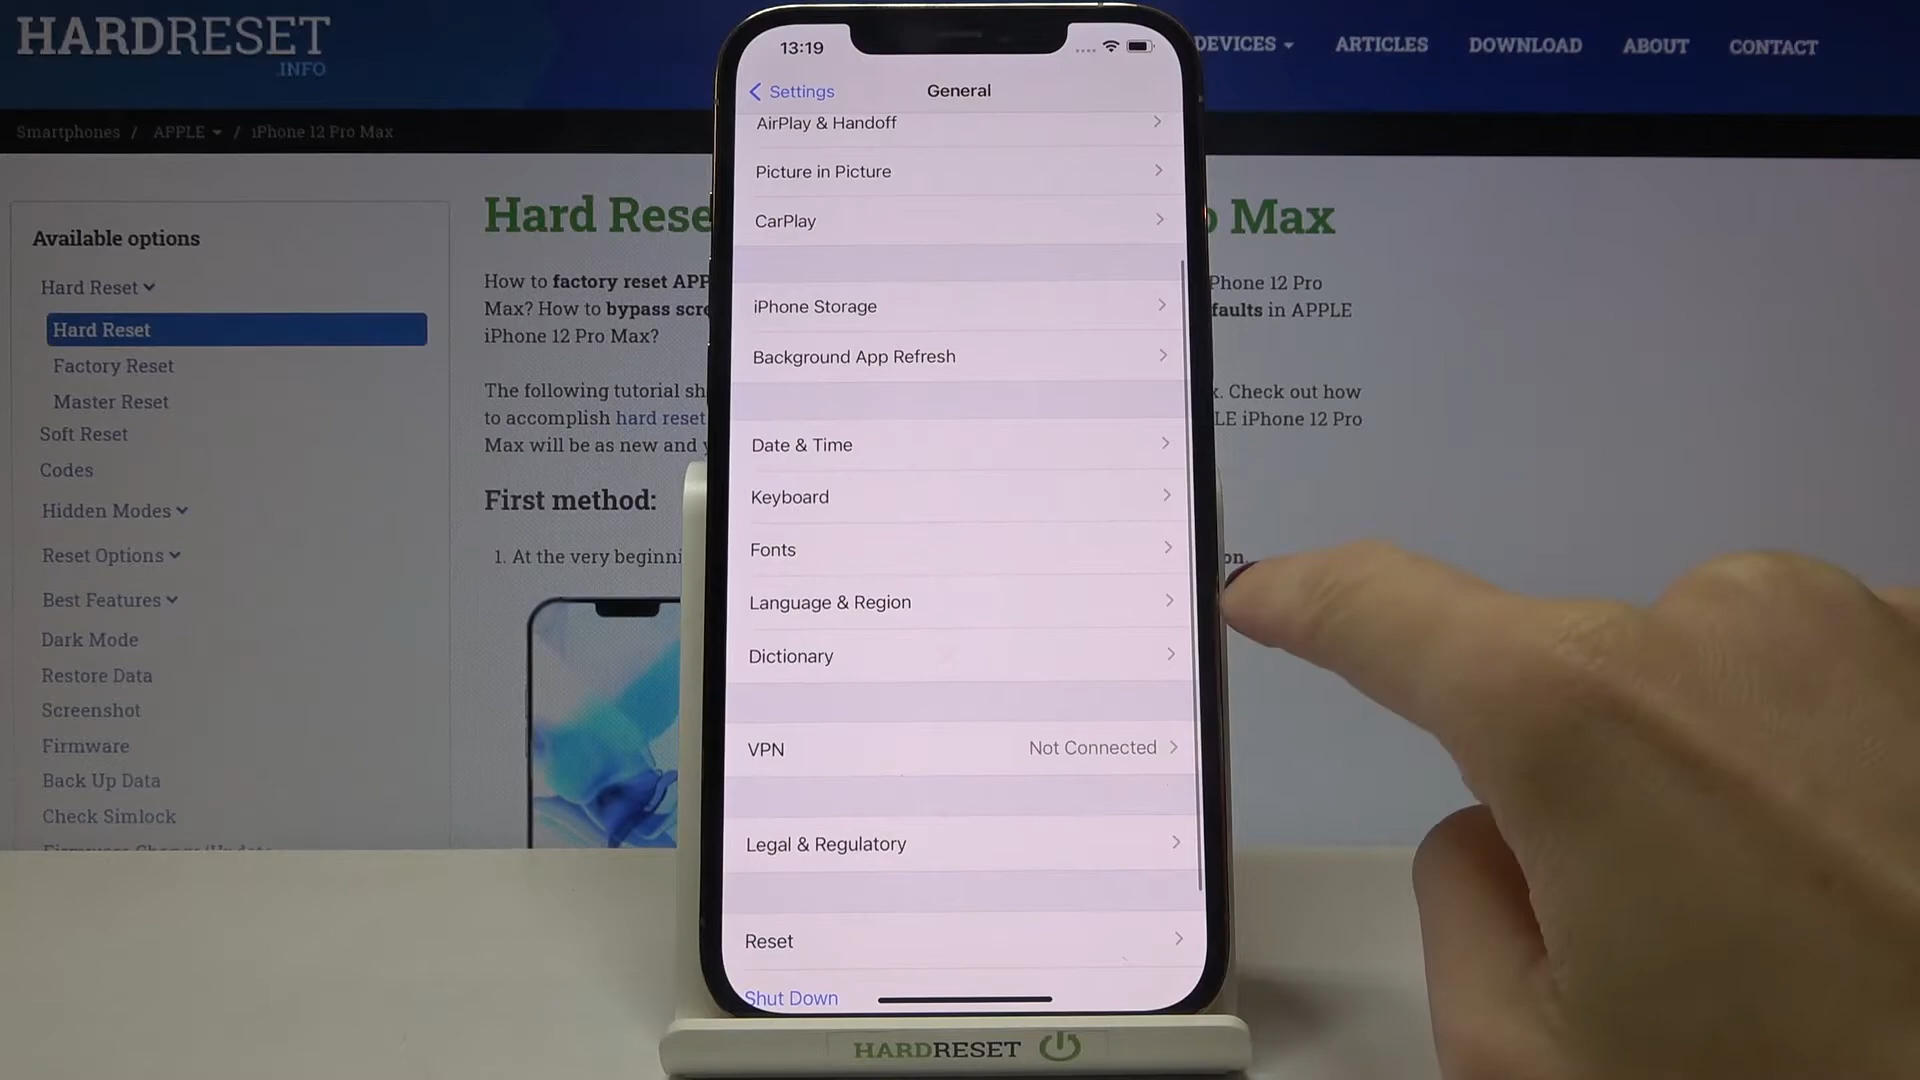 HARDRESET
.INFO
DEVICES
ARTICLES
DOWNLOAD
ABOUT
CONTACT
Smartphones / APPLE / iPhone 12 Pro Max
Available options
Hard Reset
Hard Reset
Factory Reset
Master Reset
Soft Reset
Codes
Hidden Modes
Reset Options
Best Features
Dark Mode
Restore Data
Screenshot
Firmware
Back Up Data
Check Simlock
Hard Rese
o Max
How to factory reset APP
Phone 12 Pro
Max? How to bypass scre
faults in APPLE
iPhone 12 Pro Max?
The following tutorial sh
x. Check out how
to accomplish hard reset
LE iPhone 12 Pro
Max will be as new and y
First method:
1. At the very beginni
on.
13:19
Settings
General
AirPlay & Handoff
Picture in Picture
CarPlay
iPhone Storage
Background App Refresh
Date & Time
Keyboard
Fonts
Language & Region
Dictionary
VPN
Not Connected
Legal & Regulatory
Reset
Shut Down
HARDRESET